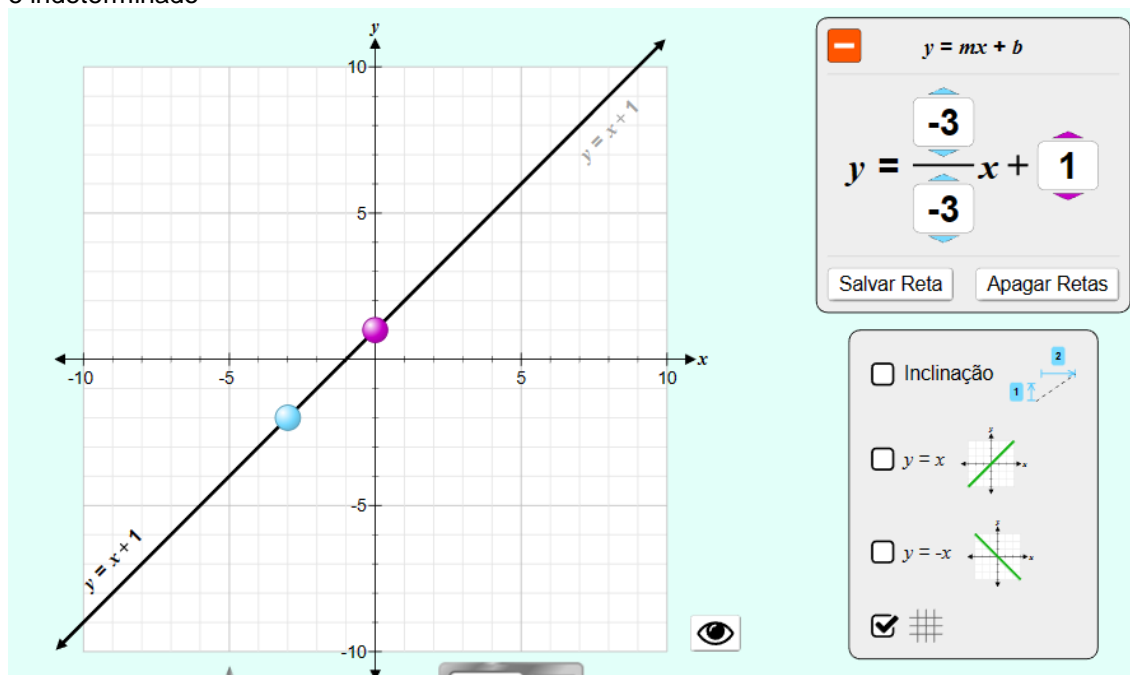 e indeterminado
y
10
5
-10
-5
5
10
x
-5
-10
y = x + 1
y = x + 1
y = mx + b
y = -3/-3 x + 1
Salvar Reta
Apagar Retas
Inclinação
2
1
y = x
y
x
y = -x
y
x